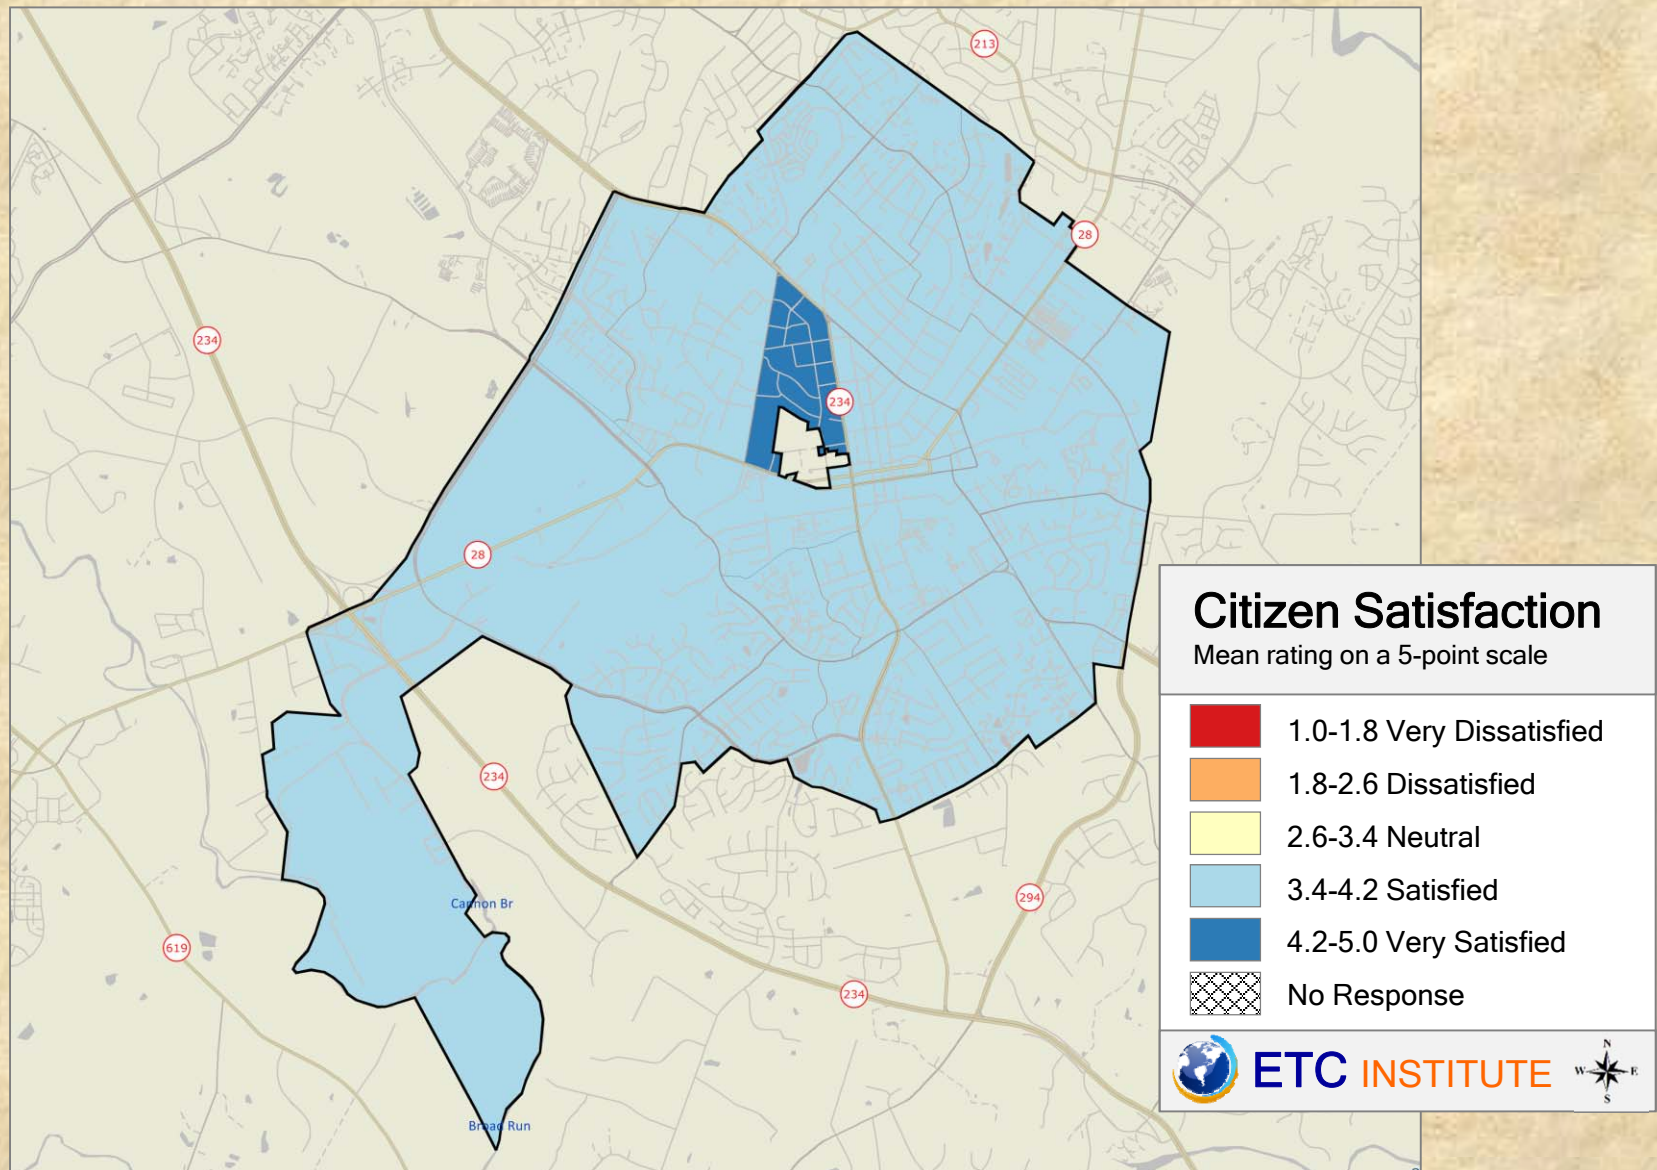 213
28
234
234
28
234
Cannon Br
619
294
234
Broad Run
Citizen Satisfaction
Mean rating on a 5-point scale
1.0-1.8 Very Dissatisfied
1.8-2.6 Dissatisfied
2.6-3.4 Neutral
3.4-4.2 Satisfied
4.2-5.0 Very Satisfied
No Response
ETC INSTITUTE
N
W E
S